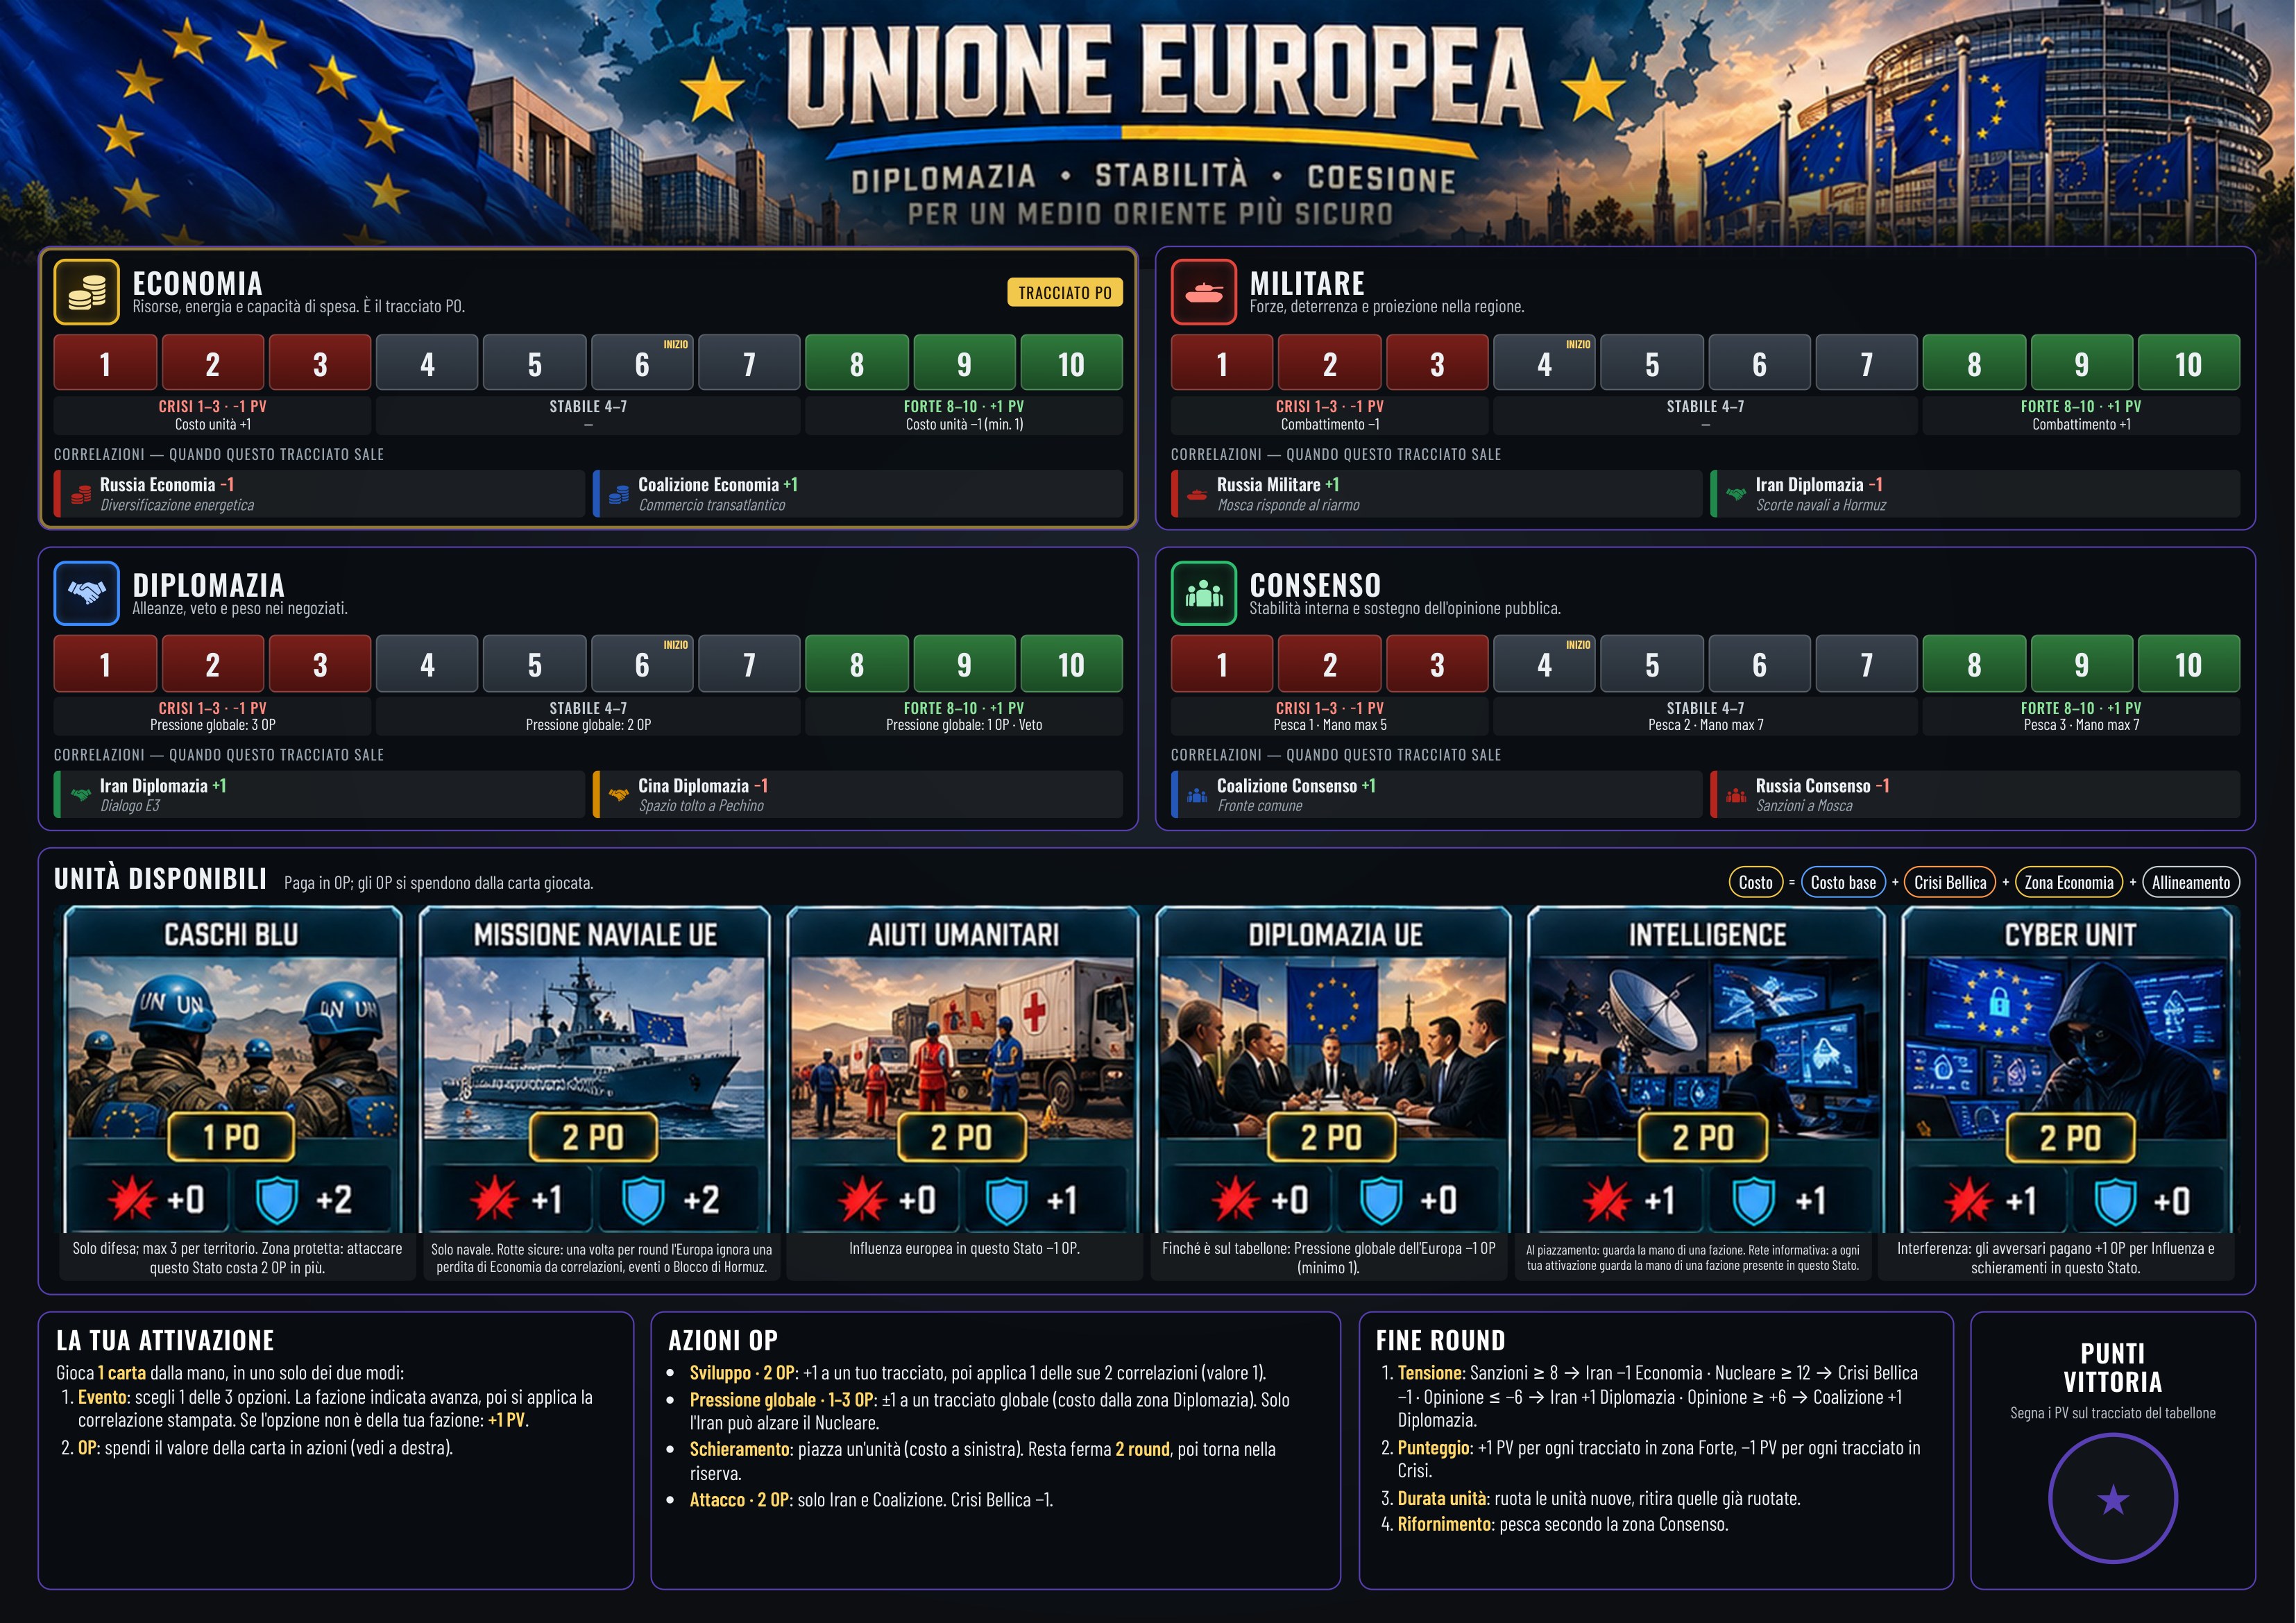 UNIONE EUROPEA
DIPLOMAZIA • STABILITÀ • COESIONE
PER UN MEDIO ORIENTE PIÙ SICURO
ECONOMIA
Risorse, energia e capacità di spesa. È il tracciato PO.
TRACCIATO PO
1 2 3 4 5 6 INIZIO 7 8 9 10
CRISI 1–3 · −1 PV
Costo unità +1
STABILE 4–7
—
FORTE 8–10 · +1 PV
Costo unità −1 (min. 1)
CORRELAZIONI — QUANDO QUESTO TRACCIATO SALE
Russia Economia −1
Diversificazione energetica
Coalizione Economia +1
Commercio transatlantico
MILITARE
Forze, deterrenza e proiezione nella regione.
1 2 3 4 INIZIO 5 6 7 8 9 10
CRISI 1–3 · −1 PV
Combattimento −1
STABILE 4–7
—
FORTE 8–10 · +1 PV
Combattimento +1
CORRELAZIONI — QUANDO QUESTO TRACCIATO SALE
Russia Militare +1
Mosca risponde al riarmo
Iran Diplomazia −1
Scorte navali a Hormuz
DIPLOMAZIA
Alleanze, veto e peso nei negoziati.
1 2 3 4 5 6 INIZIO 7 8 9 10
CRISI 1–3 · −1 PV
Pressione globale: 3 OP
STABILE 4–7
Pressione globale: 2 OP
FORTE 8–10 · +1 PV
Pressione globale: 1 OP · Veto
CORRELAZIONI — QUANDO QUESTO TRACCIATO SALE
Iran Diplomazia +1
Dialogo E3
Cina Diplomazia −1
Spazio tolto a Pechino
CONSENSO
Stabilità interna e sostegno dell'opinione pubblica.
1 2 3 4 INIZIO 5 6 7 8 9 10
CRISI 1–3 · −1 PV
Pesca 1 · Mano max 5
STABILE 4–7
Pesca 2 · Mano max 7
FORTE 8–10 · +1 PV
Pesca 3 · Mano max 7
CORRELAZIONI — QUANDO QUESTO TRACCIATO SALE
Coalizione Consenso +1
Fronte comune
Russia Consenso −1
Sanzioni a Mosca
UNITÀ DISPONIBILI Paga in OP; gli OP si spendono dalla carta giocata.
Costo = Costo base + Crisi Bellica + Zona Economia + Allineamento
CASCHI BLU
UN UN UN UN
1 PO
+0 +2
Solo difesa; max 3 per territorio. Zona protetta: attaccare
questo Stato costa 2 OP in più.
MISSIONE NAVIALE UE
2 PO
+1 +2
Solo navale. Rotte sicure: una volta per round l'Europa ignora una
perdita di Economia da correlazioni, eventi o Blocco di Hormuz.
AIUTI UMANITARI
2 PO
+0 +1
Influenza europea in questo Stato −1 OP.
DIPLOMAZIA UE
2 PO
+0 +0
Finché è sul tabellone: Pressione globale dell'Europa −1 OP
(minimo 1).
INTELLIGENCE
2 PO
+1 +1
Al piazzamento: guarda la mano di una fazione. Rete informativa: a ogni
tua attivazione guarda la mano di una fazione presente in questo Stato.
CYBER UNIT
2 PO
+1 +0
Interferenza: gli avversari pagano +1 OP per Influenza e
schieramenti in questo Stato.
LA TUA ATTIVAZIONE
Gioca 1 carta dalla mano, in uno solo dei due modi:
1. Evento: scegli 1 delle 3 opzioni. La fazione indicata avanza, poi si applica la
correlazione stampata. Se l'opzione non è della tua fazione: +1 PV.
2. OP: spendi il valore della carta in azioni (vedi a destra).
AZIONI OP
• Sviluppo · 2 OP: +1 a un tuo tracciato, poi applica 1 delle sue 2 correlazioni (valore 1).
• Pressione globale · 1–3 OP: ±1 a un tracciato globale (costo dalla zona Diplomazia). Solo
l'Iran può alzare il Nucleare.
• Schieramento: piazza un'unità (costo a sinistra). Resta ferma 2 round, poi torna nella
riserva.
• Attacco · 2 OP: solo Iran e Coalizione. Crisi Bellica −1.
FINE ROUND
1. Tensione: Sanzioni ≥ 8 → Iran −1 Economia · Nucleare ≥ 12 → Crisi Bellica
−1 · Opinione ≤ −6 → Iran +1 Diplomazia · Opinione ≥ +6 → Coalizione +1
Diplomazia.
2. Punteggio: +1 PV per ogni tracciato in zona Forte, −1 PV per ogni tracciato in
Crisi.
3. Durata unità: ruota le unità nuove, ritira quelle già ruotate.
4. Rifornimento: pesca secondo la zona Consenso.
PUNTI
VITTORIA
Segna i PV sul tracciato del tabellone